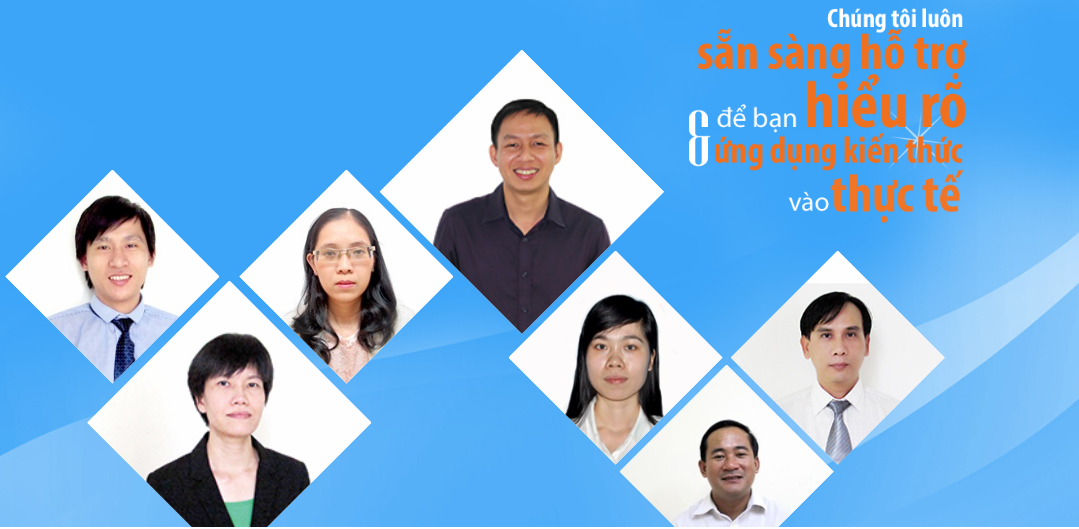 Chúng tôi luôn
sẵn sàng hỗ trợ
để bạn hiểu rõ
& ứng dụng kiến thức
vào thực tế